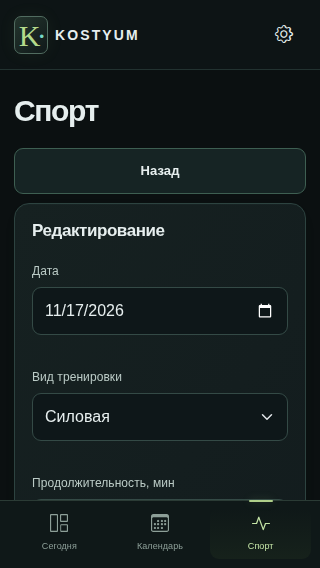 K·
KOSTYUM
Спорт
Назад
Редактирование
Дата
11/17/2026
Вид тренировки
Силовая
Продолжительность, мин
Сегодня
Календарь
Спорт